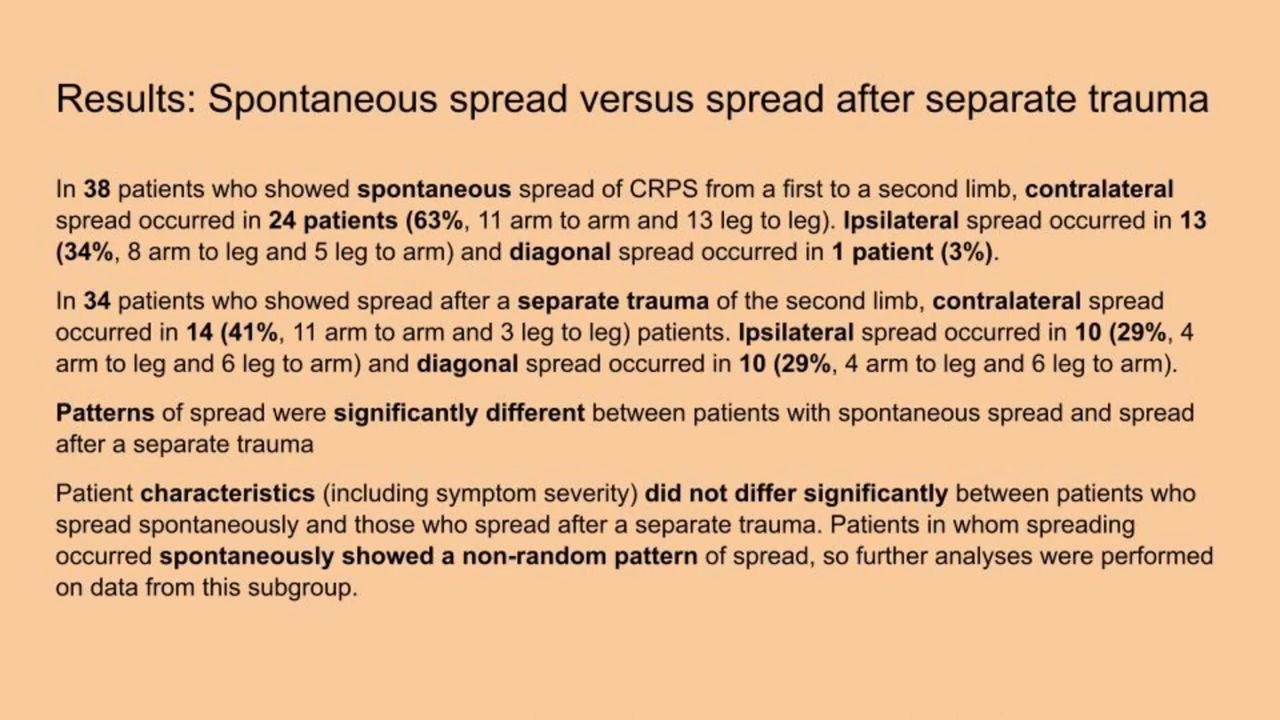 Results: Spontaneous spread versus spread after separate trauma
In 38 patients who showed spontaneous spread of CRPS from a first to a second limb, contralateral
spread occurred in 24 patients (63%, 11 arm to arm and 13 leg to leg). Ipsilateral spread occurred in 13
(34%, 8 arm to leg and 5 leg to arm) and diagonal spread occurred in 1 patient (3%).
In 34 patients who showed spread after a separate trauma of the second limb, contralateral spread
occurred in 14 (41%, 11 arm to arm and 3 leg to leg) patients. Ipsilateral spread occurred in 10 (29%, 4
arm to leg and 6 leg to arm) and diagonal spread occurred in 10 (29%, 4 arm to leg and 6 leg to arm).
Patterns of spread were significantly different between patients with spontaneous spread and spread
after a separate trauma
Patient characteristics (including symptom severity) did not differ significantly between patients who
spread spontaneously and those who spread after a separate trauma. Patients in whom spreading
occurred spontaneously showed a non-random pattern of spread, so further analyses were performed
on data from this subgroup.